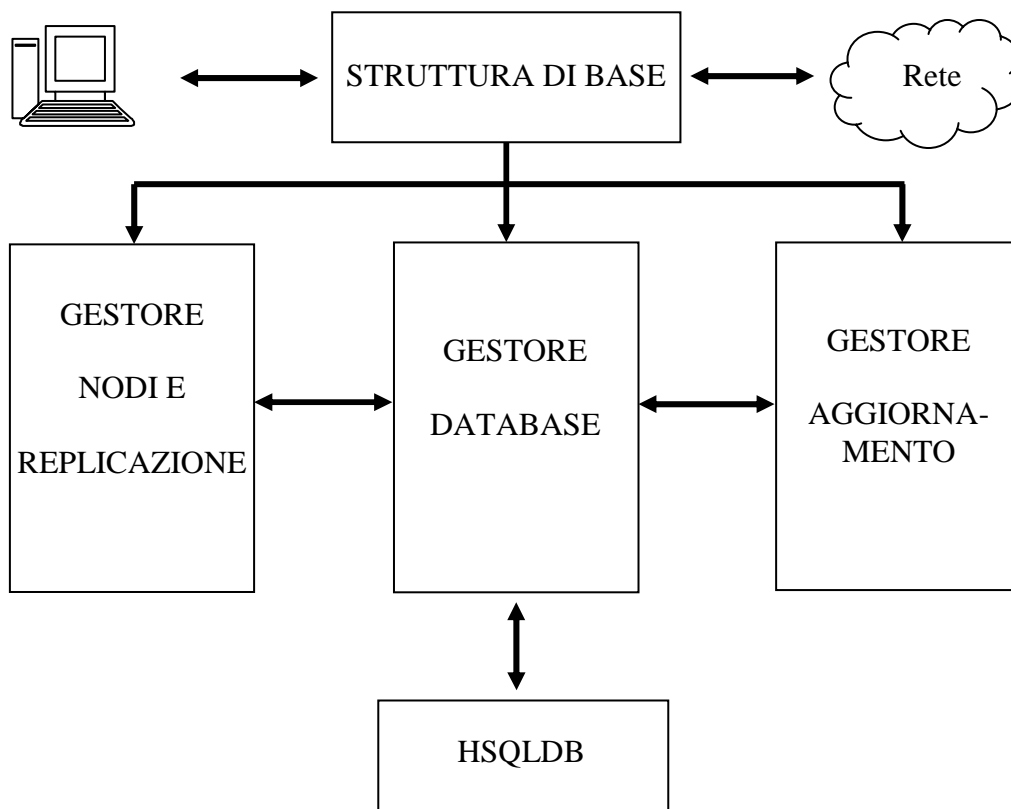 STRUTTURA DI BASE
Rete
GESTORE
NODI E
REPLICAZIONE
GESTORE
DATABASE
GESTORE
AGGIORNA-
MENTO
HSQLDB